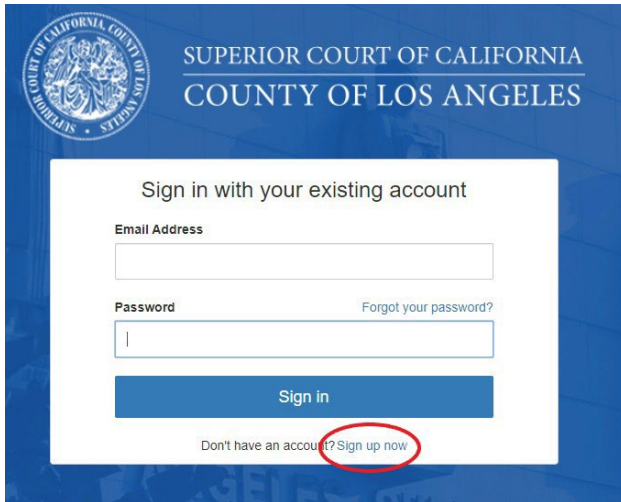 SUPERIOR COURT OF CALIFORNIA
COUNTY OF LOS ANGELES
Sign in with your existing account
Email Address
Password Forgot your password?
Sign in
Don't have an account? Sign up now